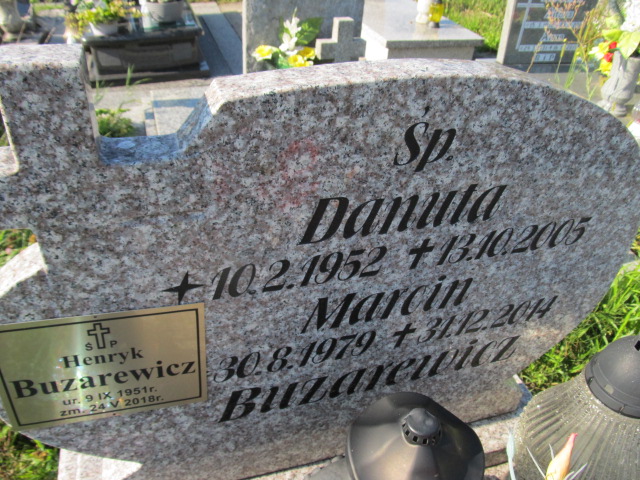 Śp.
Danuta
10.2.1952 13.10.2005
Marcin
30.8.1979 31.12.2014
Buzarewicz
Ś P
Henryk
Buzarewicz
ur. 9 IX 1951r.
zm. 24 V 2018r.